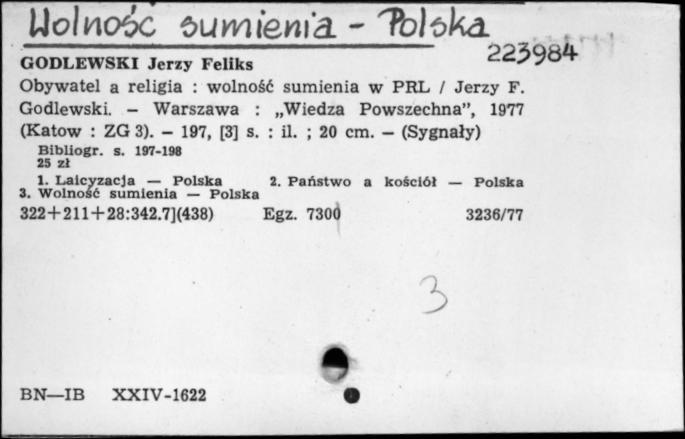 Wolność sumienia - Polska
223984
GODLEWSKI Jerzy Feliks
Obywatel a religia : wolność sumienia w PRL / Jerzy F.
Godlewski. – Warszawa : „Wiedza Powszechna”, 1977
(Katow : ZG 3). – 197, [3] s. : il. ; 20 cm. – (Sygnały)
Bibliogr. s. 197-198
25 zł
1. Laicyzacja — Polska 2. Państwo a kościół — Polska
3. Wolność sumienia — Polska
322+211+28:342.7](438) Egz. 7300 3236/77
3
BN—IB XXIV-1622